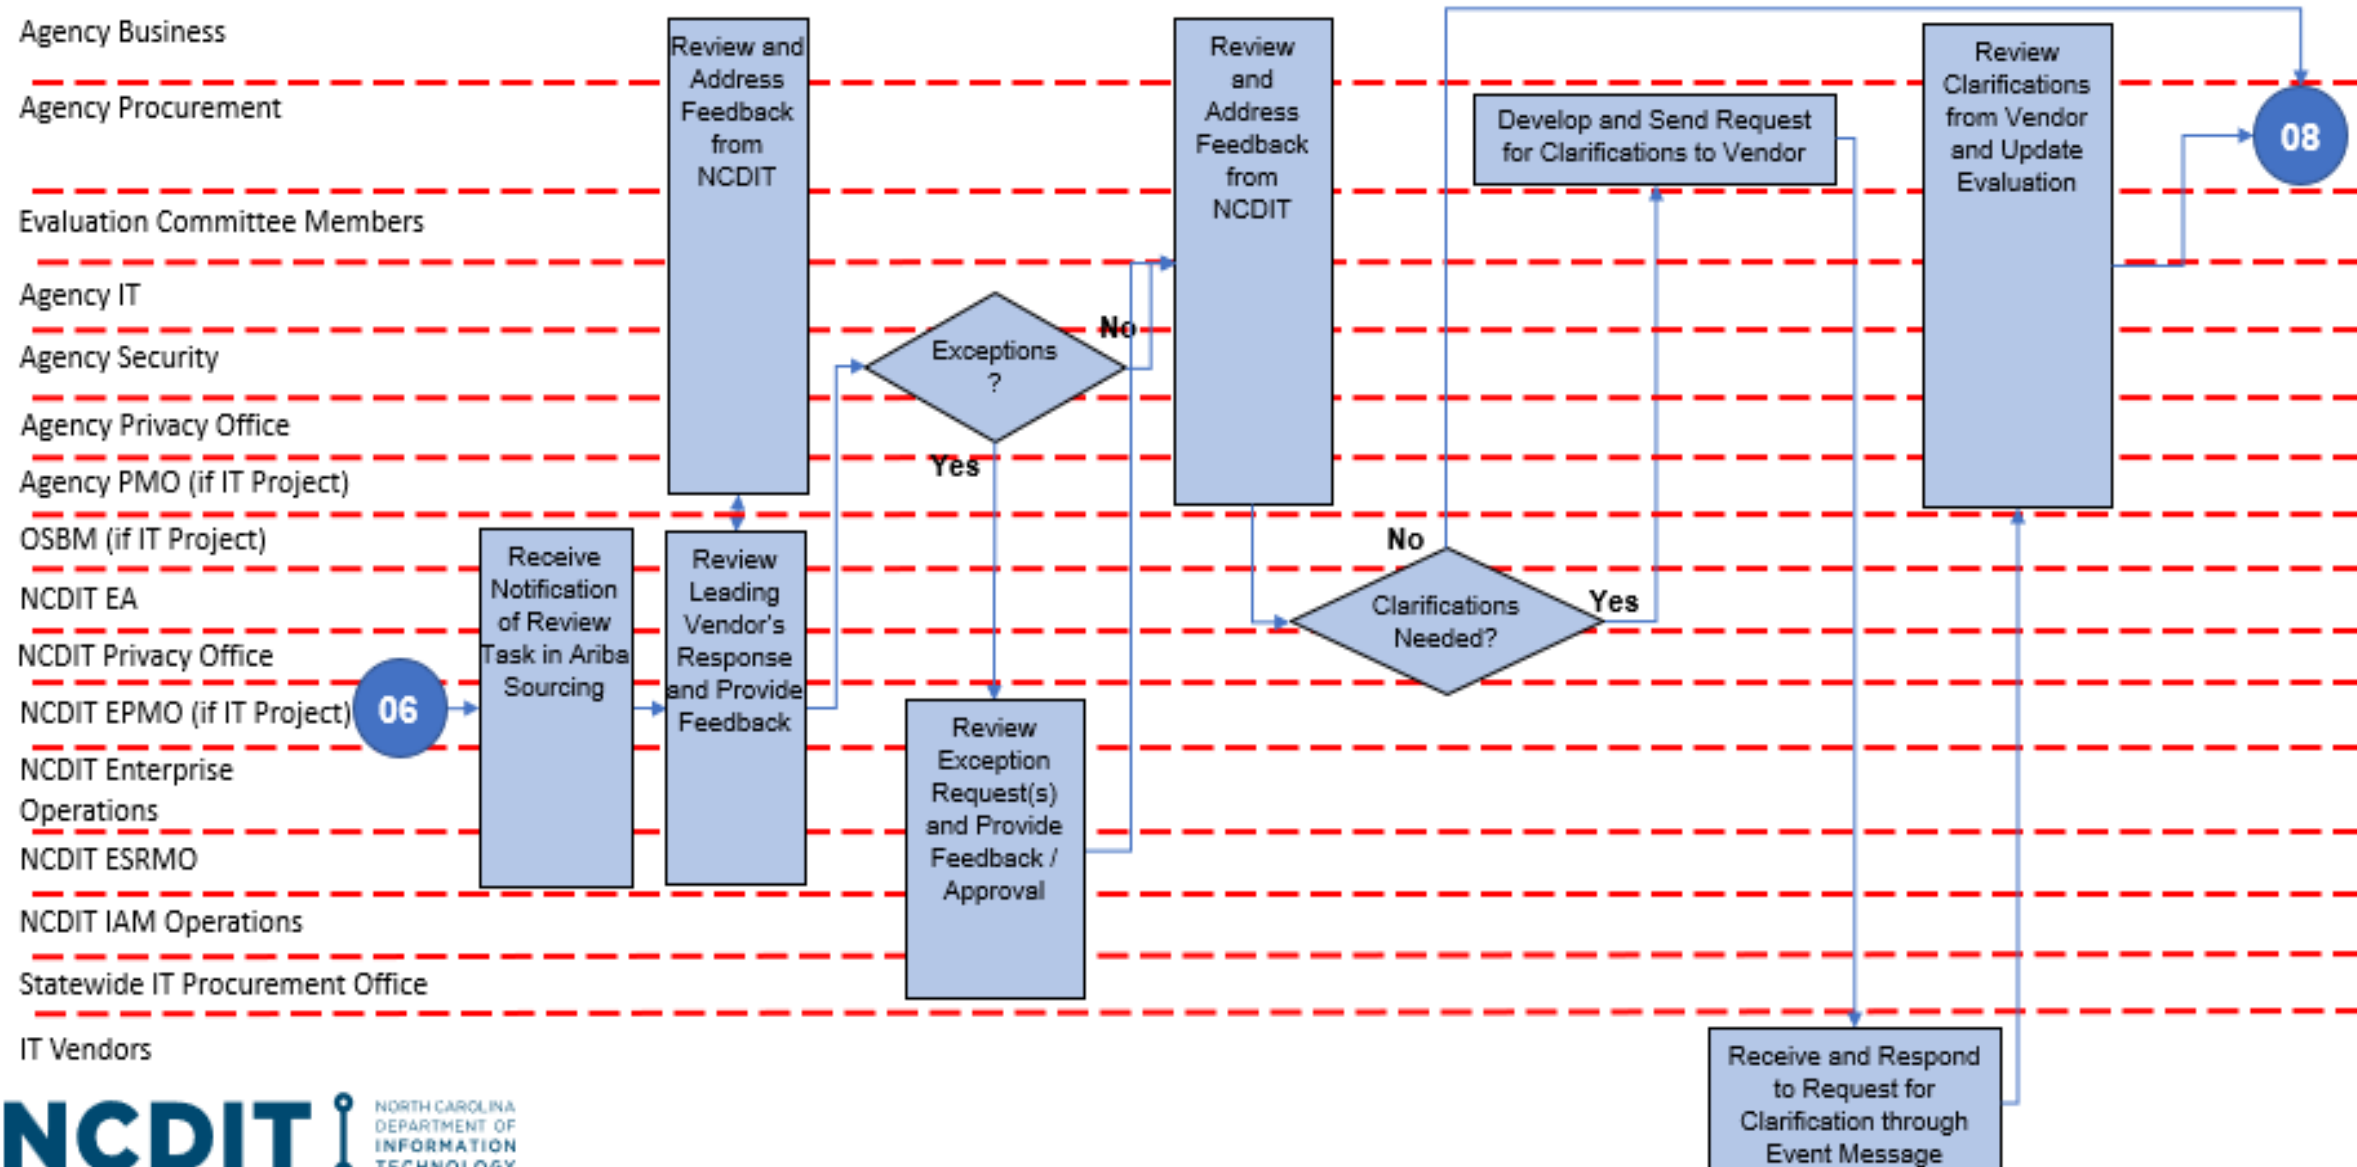 Agency Business
Agency Procurement
Evaluation Committee Members
Agency IT
Agency Security
Agency Privacy Office
Agency PMO (if IT Project)
OSBM (if IT Project)
NCDIT EA
NCDIT Privacy Office
NCDIT EPMO (if IT Project)
NCDIT Enterprise
Operations
NCDIT ESRMO
NCDIT IAM Operations
Statewide IT Procurement Office
IT Vendors
06
Receive
Notification
of Review
Task in Ariba
Sourcing
Review and
Address
Feedback
from
NCDIT
Review
Leading
Vendor's
Response
and Provide
Feedback
Exceptions
?
No
Yes
Review
Exception
Request(s)
and Provide
Feedback /
Approval
Review
and
Address
Feedback
from
NCDIT
Clarifications
Needed?
No
Yes
Develop and Send Request
for Clarifications to Vendor
Receive and Respond
to Request for
Clarification through
Event Message
Review
Clarifications
from Vendor
and Update
Evaluation
08
NCDIT
NORTH CAROLINA
DEPARTMENT OF
INFORMATION
TECHNOLOGY